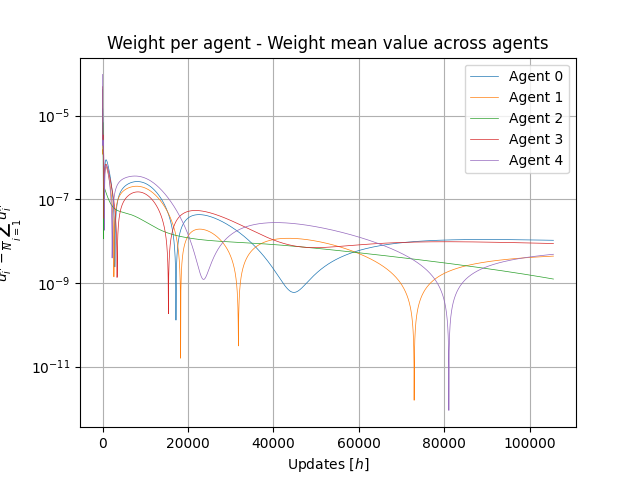 Weight per agent - Weight mean value across agents
Agent 0
Agent 1
Agent 2
Agent 3
Agent 4
10⁻⁵
10⁻⁷
10⁻⁹
10⁻¹¹
0 20000 40000 60000 80000 100000
Updates [h]